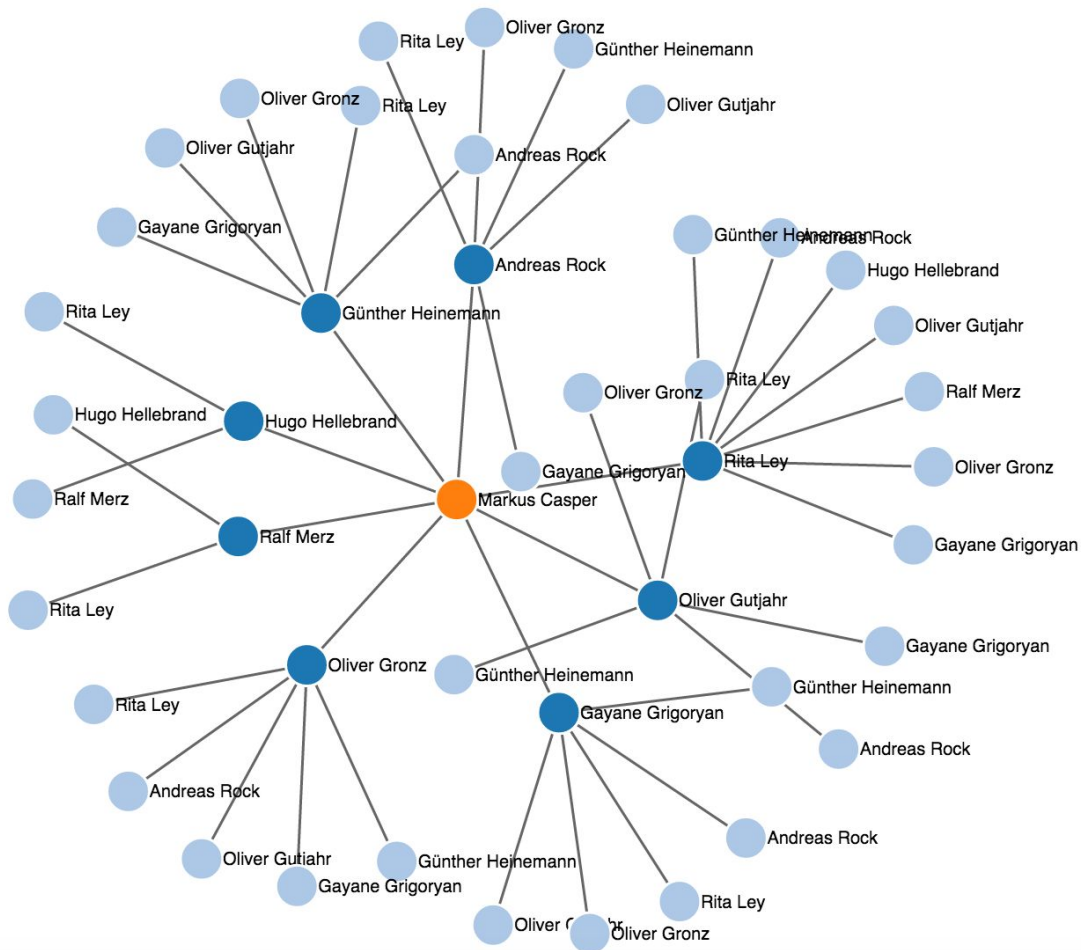 Oliver Gronz
Rita Ley
Günther Heinemann
Oliver Gronz
Rita Ley
Oliver Gutjahr
Oliver Gutjahr
Andreas Rock
Gayane Grigoryan
Günther Heinemann
Andreas Rock
Andreas Rock
Hugo Hellebrand
Rita Ley
Günther Heinemann
Oliver Gutjahr
Rita Ley
Oliver Gronz
Ralf Merz
Hugo Hellebrand
Hugo Hellebrand
Rita Ley
Oliver Gronz
Gayane Grigoryan
Ralf Merz
Markus Casper
Ralf Merz
Gayane Grigoryan
Oliver Gutjahr
Rita Ley
Gayane Grigoryan
Oliver Gronz
Günther Heinemann
Günther Heinemann
Rita Ley
Gayane Grigoryan
Andreas Rock
Andreas Rock
Andreas Rock
Oliver Gutjahr
Günther Heinemann
Gayane Grigoryan
Rita Ley
Oliver Gutjahr
Oliver Gronz